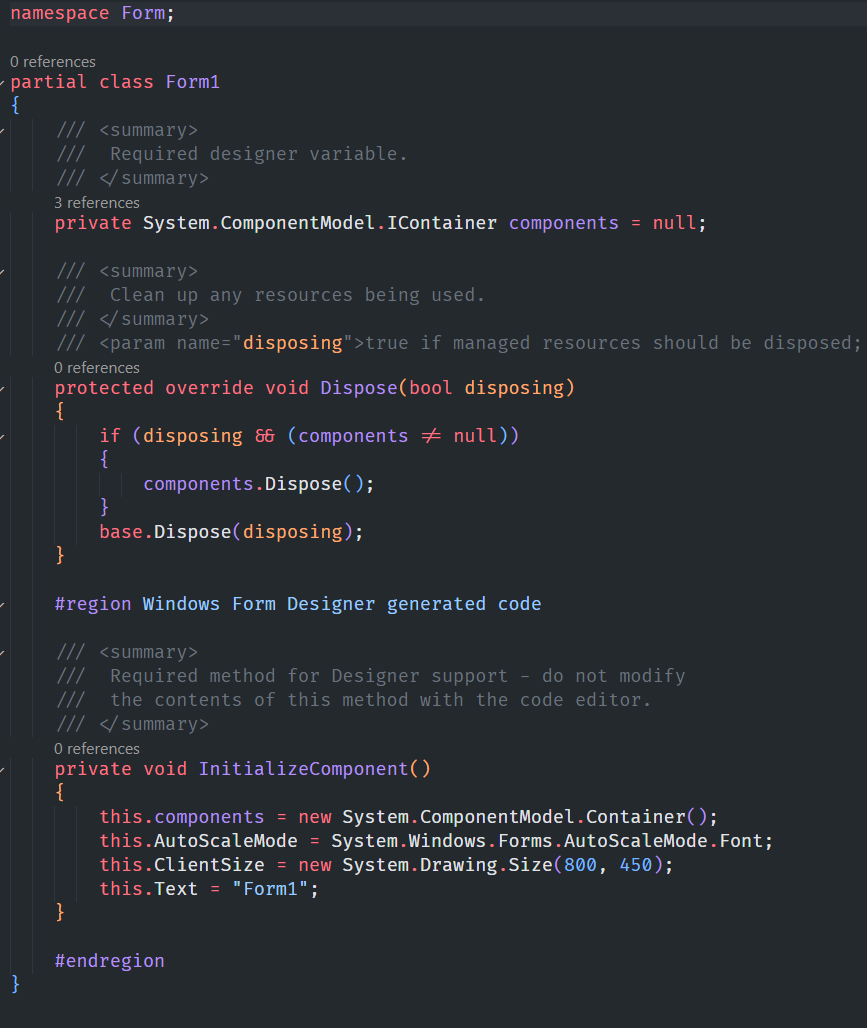 namespace Form;
0 references
partial class Form1
{
/// <summary>
/// Required designer variable.
/// </summary>
3 references
private System.ComponentModel.IContainer components = null;
/// <summary>
/// Clean up any resources being used.
/// </summary>
/// <param name="disposing">true if managed resources should be disposed;
0 references
protected override void Dispose(bool disposing)
{
if (disposing && (components != null))
{
components.Dispose();
}
base.Dispose(disposing);
}
#region Windows Form Designer generated code
/// <summary>
/// Required method for Designer support - do not modify
/// the contents of this method with the code editor.
/// </summary>
0 references
private void InitializeComponent()
{
this.components = new System.ComponentModel.Container();
this.AutoScaleMode = System.Windows.Forms.AutoScaleMode.Font;
this.ClientSize = new System.Drawing.Size(800, 450);
this.Text = "Form1";
}
#endregion
}